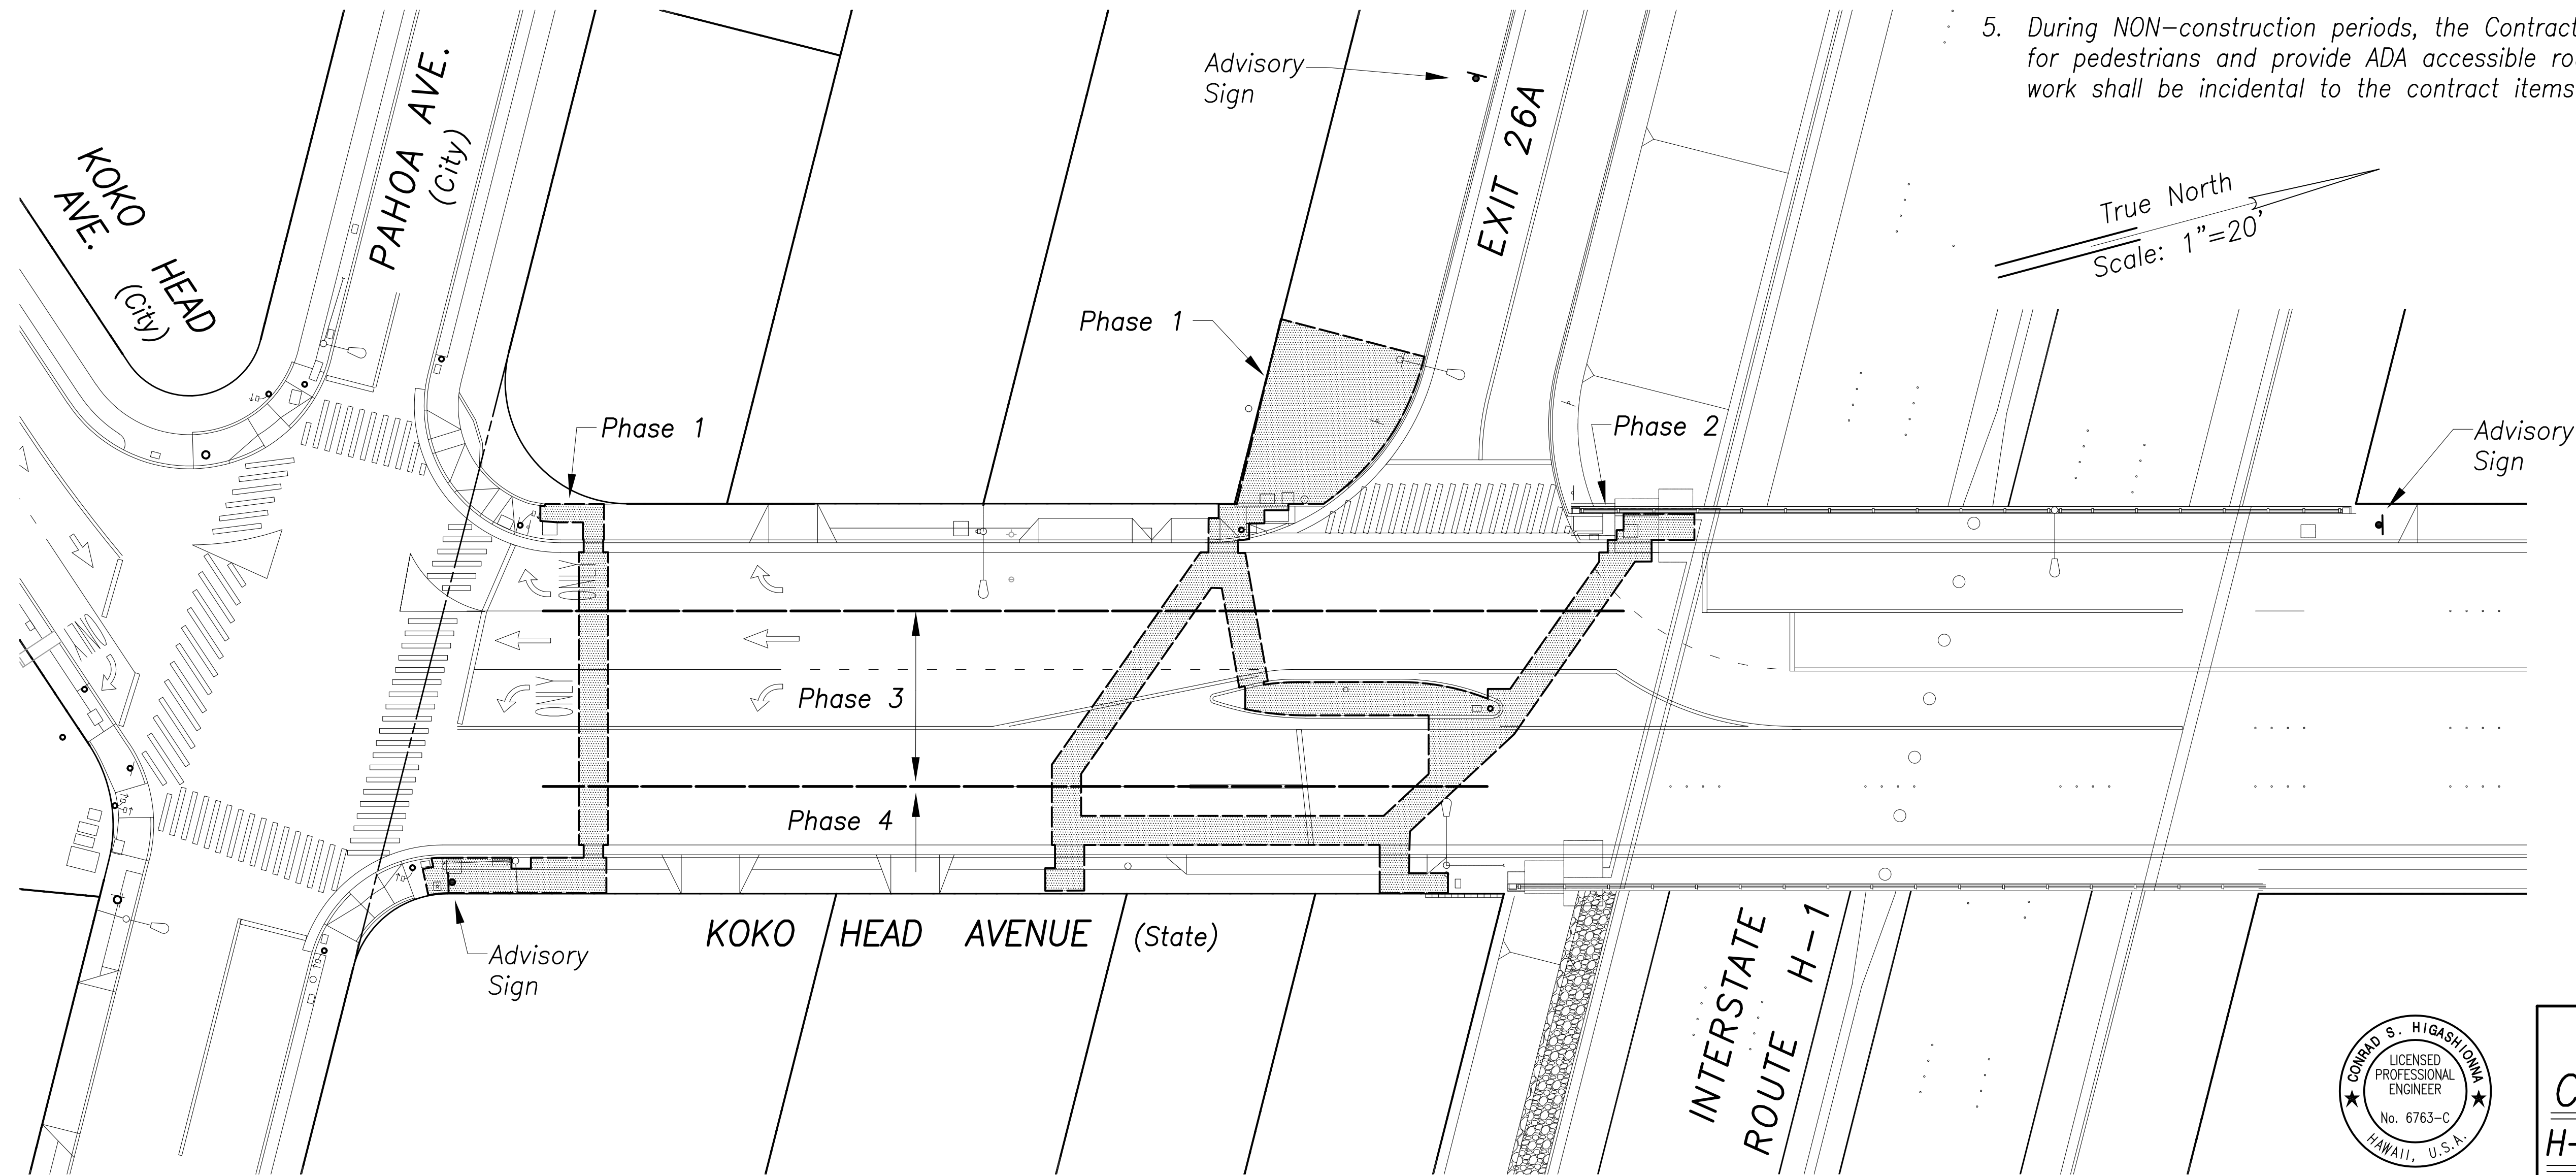 5. During NON-construction periods, the Contract
for pedestrians and provide ADA accessible ro
work shall be incidental to the contract items
Advisory
Sign
PAHOA AVE.
(City)
KOKO HEAD
AVE.
(City)
EXIT 26A
True North
Scale: 1"=20'
Phase 1
Phase 1
Phase 2
Advisory
Sign
ONLY
ONLY
ONLY
Phase 3
Phase 4
KOKO HEAD AVENUE (State)
Advisory
Sign
INTERSTATE
ROUTE H-1
CONRAD S. HIGASHIONNA
LICENSED
PROFESSIONAL
ENGINEER
No. 6763-C
HAWAII, U.S.A.
H-